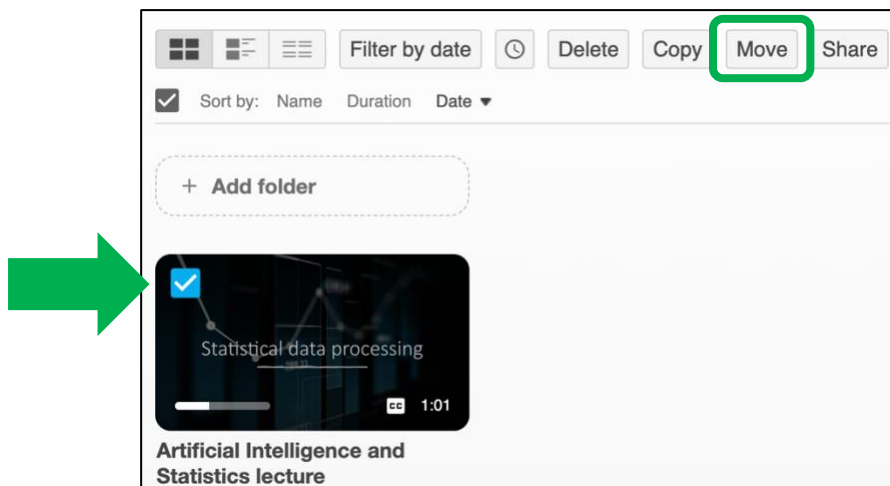 Filter by date Delete Copy Move Share
Sort by: Name Duration Date
+ Add folder
Statistical data processing
CC 1:01
Artificial Intelligence and
Statistics lecture